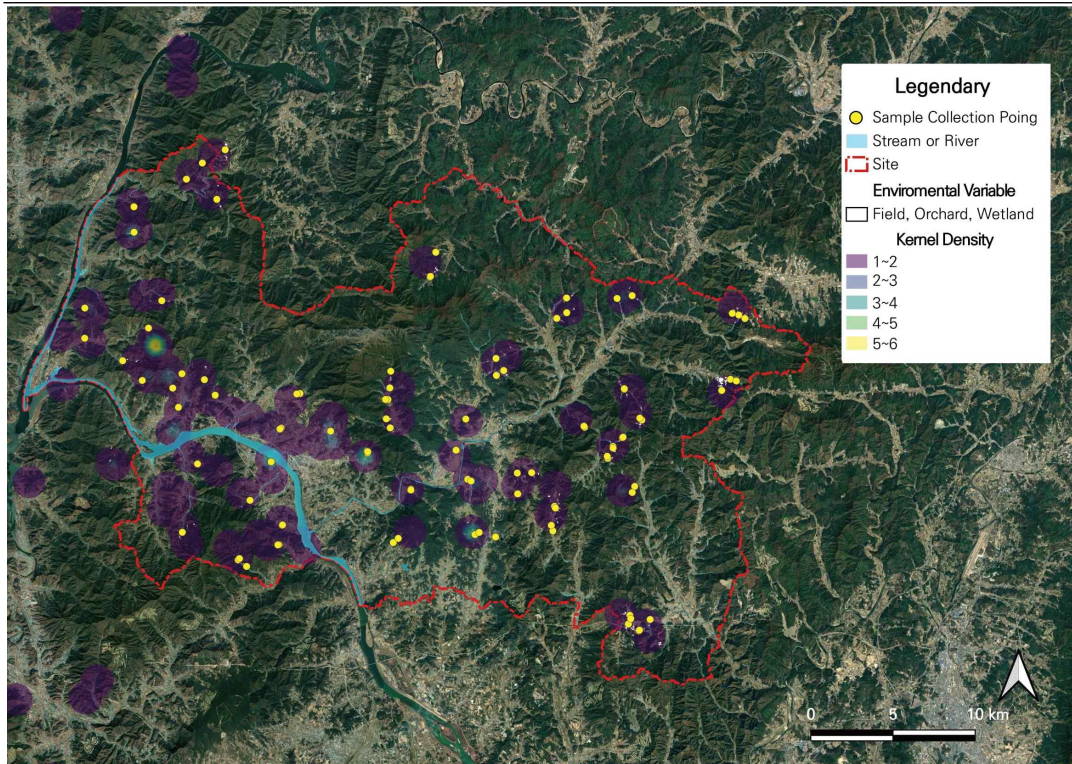 Legendary
Sample Collection Poing
Stream or River
Site
Enviromental Variable
Field, Orchard, Wetland
Kernel Density
1~2
2~3
3~4
4~5
5~6
0 5 10 km